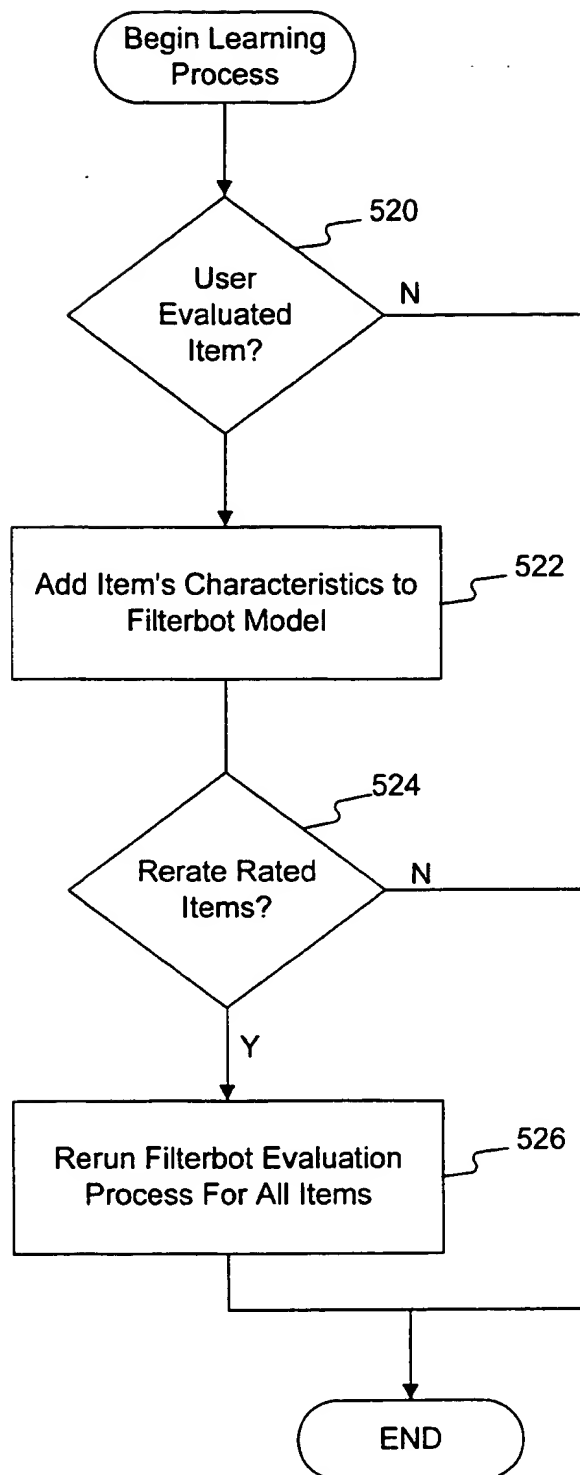 Begin Learning
Process
520
User
Evaluated
Item?
N
Add Item's Characteristics to
Filterbot Model
522
524
Rerate Rated
Items?
N
Y
Rerun Filterbot Evaluation
Process For All Items
526
END